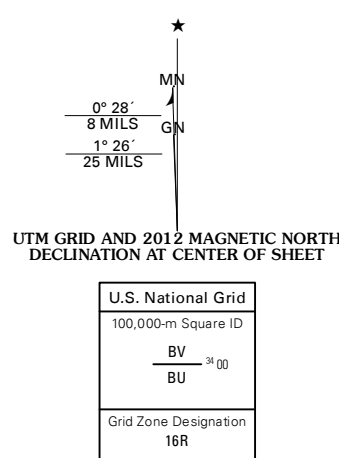 ★
MN
0° 28´
8 MILS
GN
1° 26´
25 MILS
UTM GRID AND 2012 MAGNETIC NORTH
DECLINATION AT CENTER OF SHEET
U.S. National Grid
100,000-m Square ID
BV
34 00
BU
Grid Zone Designation
16R